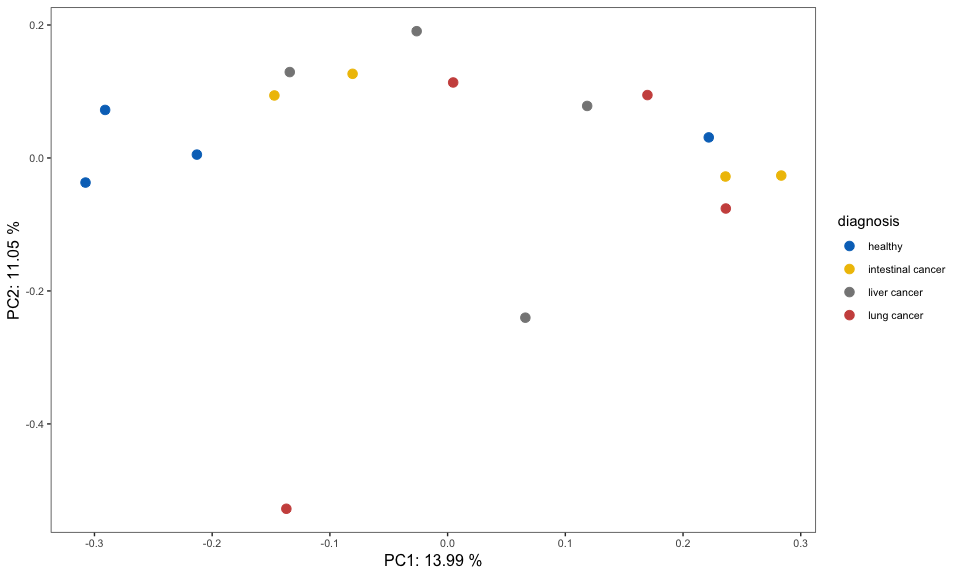 0.2
0.0
-0.2
-0.4
PC2: 11.05 %
-0.3
-0.2
-0.1
0.0
0.1
0.2
0.3
PC1: 13.99 %
diagnosis
healthy
intestinal cancer
liver cancer
lung cancer